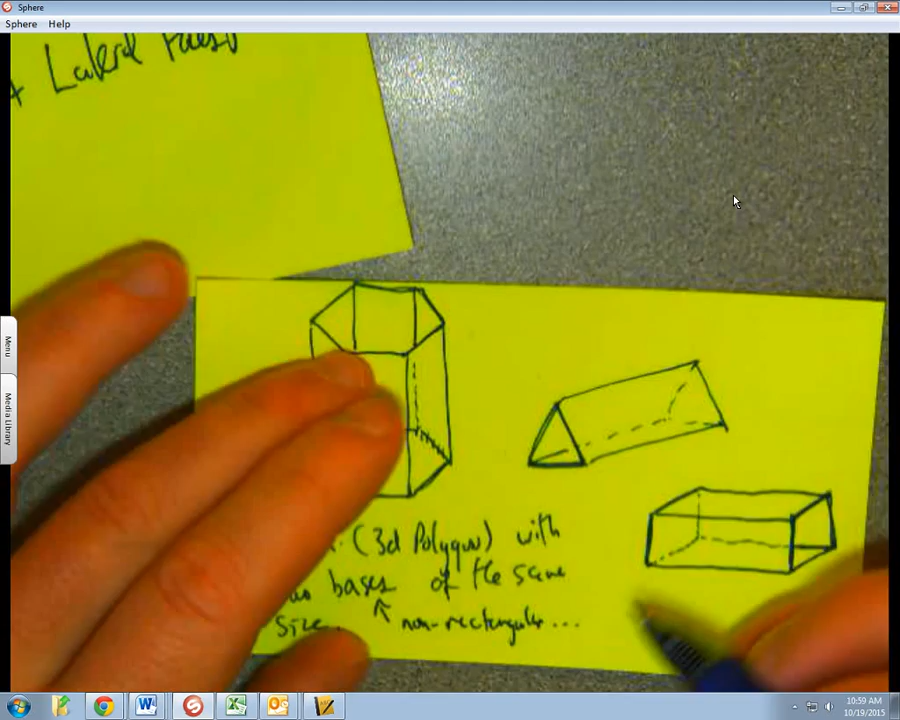 Sphere
Sphere Help
4 Lateral Faces
Menu
Media Library
(3d Polygon) with
bases of the same
size.
non-rectangular...
10:59 AM
10/19/2015